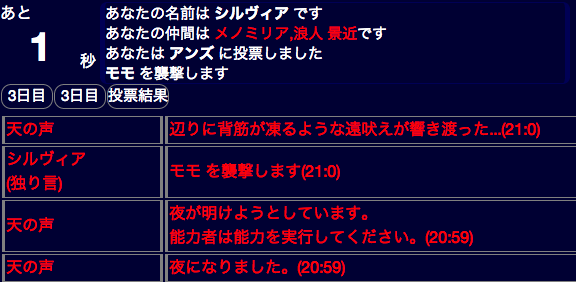 あと
1
秒
あなたの名前は シルヴィア です
あなたの仲間は メノミリア,浪人 景近です
あなたは アンズ に投票しました
モモ を襲撃します
3日目 3日目 投票結果
天の声 辺りに背筋が凍るような遠吠えが響き渡った...(21:0)
シルヴィア
(独り言)
モモ を襲撃します(21:0)
天の声
夜が明けようとしています。
能力者は能力を実行してください。(20:59)
天の声 夜になりました。(20:59)